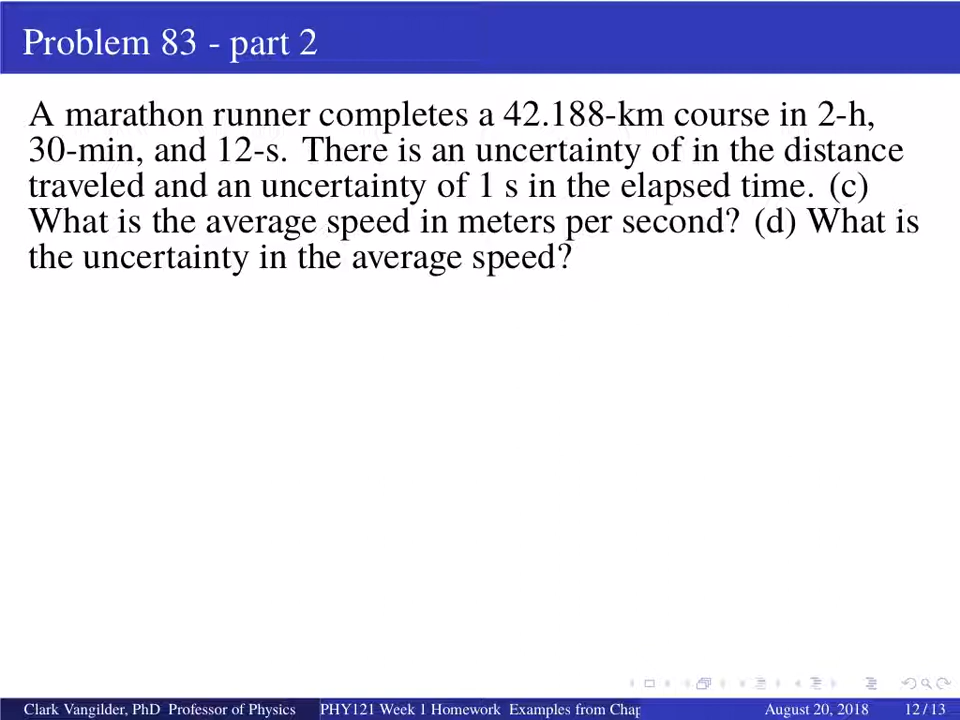 Problem 83 - part 2
A marathon runner completes a 42.188-km course in 2-h,
30-min, and 12-s. There is an uncertainty of in the distance
traveled and an uncertainty of 1 s in the elapsed time. (c)
What is the average speed in meters per second? (d) What is
the uncertainty in the average speed?
Clark Vangilder, PhD Professor of Physics PHY121 Week 1 Homework Examples from Chap August 20, 2018 12 / 13